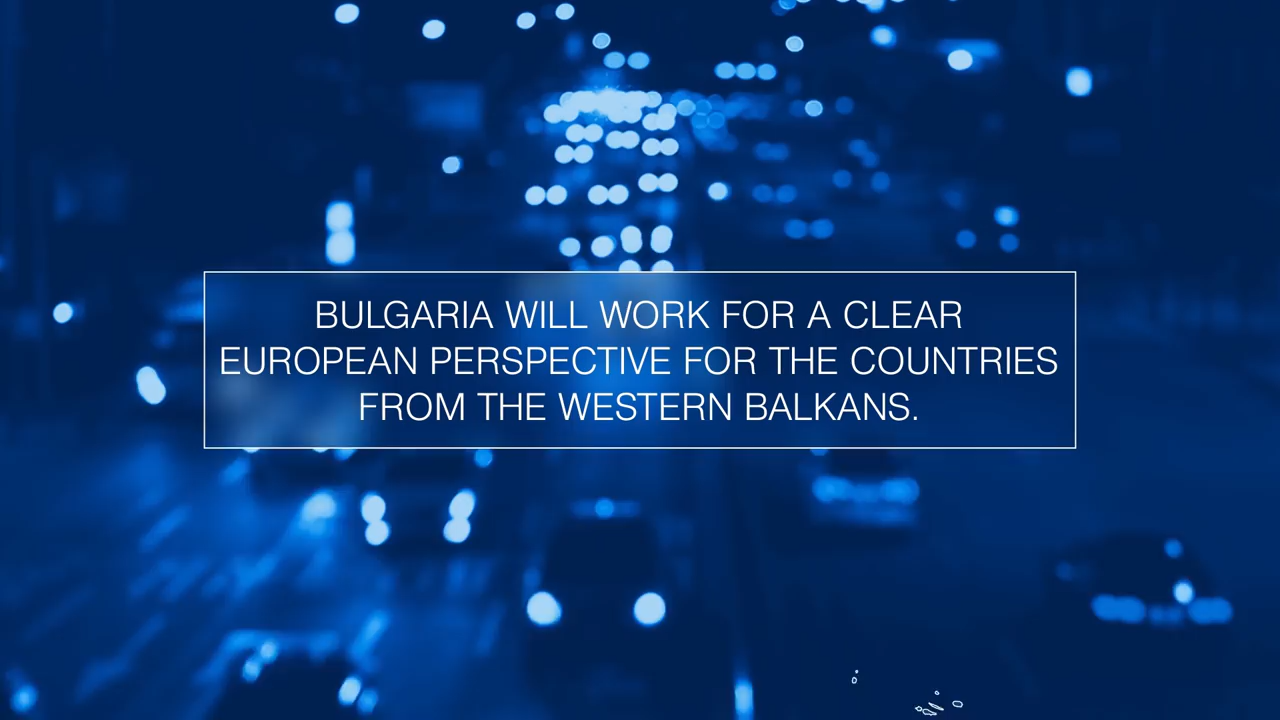 BULGARIA WILL WORK FOR A CLEAR
EUROPEAN PERSPECTIVE FOR THE COUNTRIES
FROM THE WESTERN BALKANS.